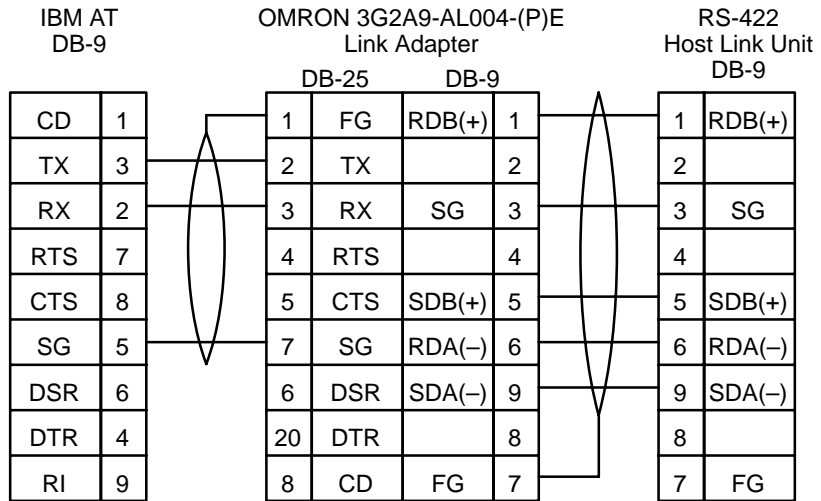 IBM AT OMRON 3G2A9-AL004-(P)E RS-422
DB-9 Link Adapter Host Link Unit
DB-25 DB-9 DB-9
CD 1 1 FG RDB(+) 1 1 RDB(+)
TX 3 2 TX 2 2
RX 2 3 RX SG 3 3 SG
RTS 7 4 RTS 4 4
CTS 8 5 CTS SDB(+) 5 5 SDB(+)
SG 5 7 SG RDA(–) 6 6 RDA(–)
DSR 6 6 DSR SDA(–) 9 9 SDA(–)
DTR 4 20 DTR 8 8
RI 9 8 CD FG 7 7 FG